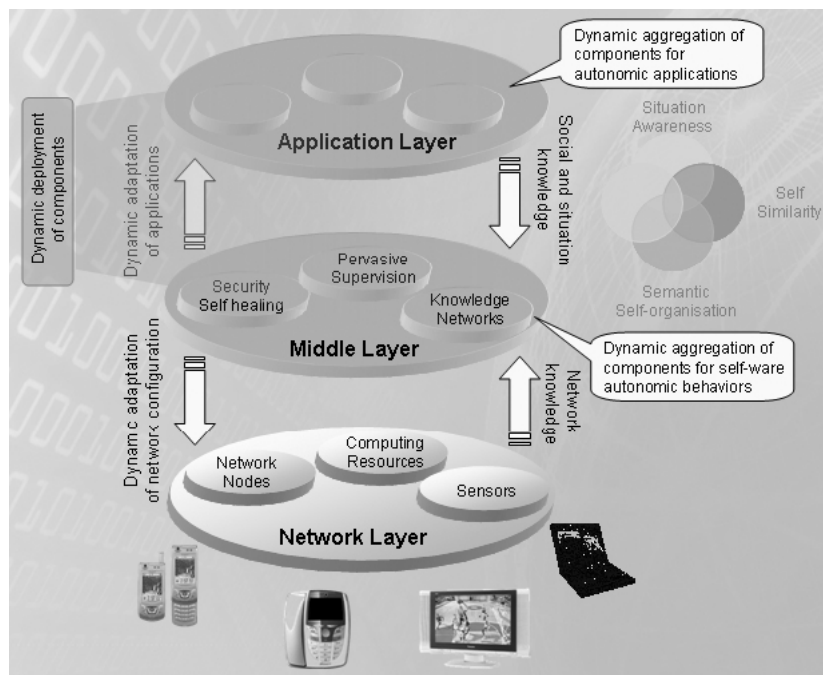 Dynamic aggregation of
components for
autonomic applications
Situation
Awareness
Self
Similarity
Semantic
Self-organisation
Application Layer
Dynamic deployment
of components
Dynamic adaptation
of applications
Social and situation
knowledge
Pervasive
Supervision
Security
Self healing
Knowledge
Networks
Middle Layer
Dynamic aggregation of
components for self-ware
autonomic behaviors
Dynamic adaptation
of network configuration
Network
knowledge
Computing
Resources
Network
Nodes
Sensors
Network Layer